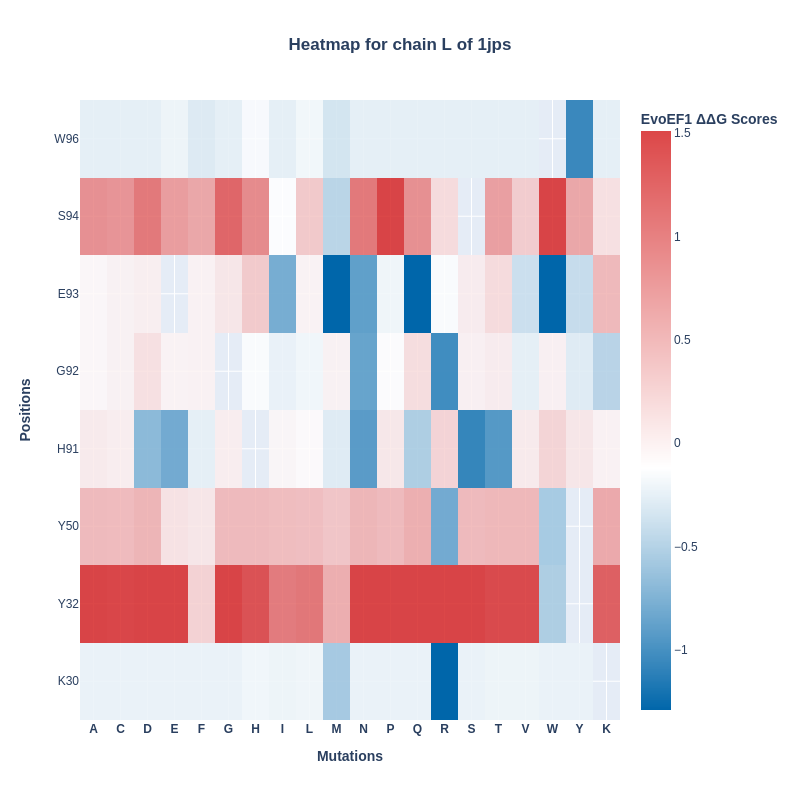 Heatmap for chain L of 1jps
EvoEF1 ΔΔG Scores
1.5
1
0.5
0
−0.5
−1
Positions
W96
S94
E93
G92
H91
Y50
Y32
K30
A C D E F G H I L M N P Q R S T V W Y K
Mutations